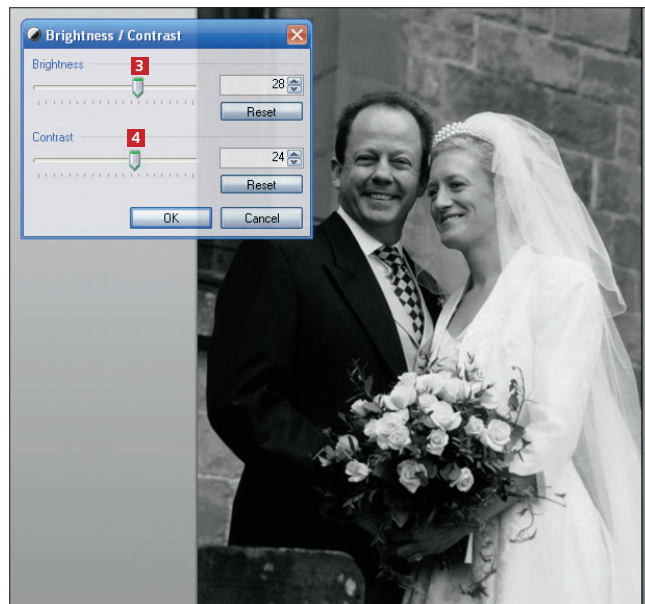 Brightness / Contrast
Brightness
3
28
Reset
Contrast
4
24
Reset
OK
Cancel